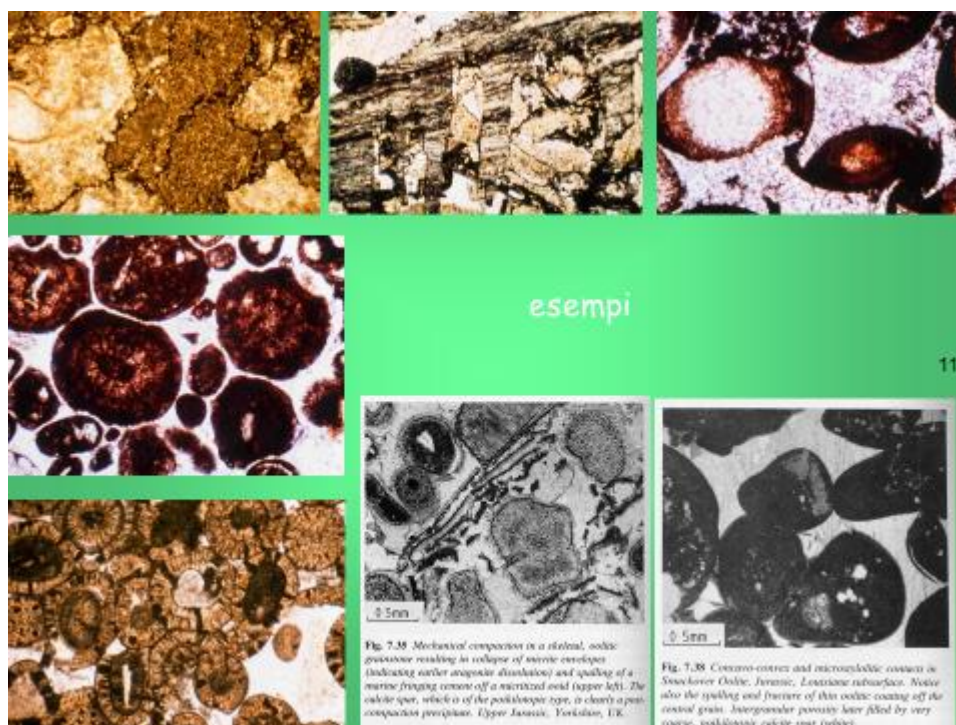 esempi
11
0 5mm
Fig. 7.35 Mechanical compaction in a skeletal, oolitic
grainstone resulting in collapse of micrite envelopes
(indicating earlier aragonite dissolution) and spalling of a
marine fringing cement off a micritized ooid (upper left). The
calcite spar, which is of the poikilotopic type, is clearly a post-
compaction precipitate. Upper Jurassic, Yorkshire, UK
0 5mm
Fig. 7.38 Concavo-convex and microstylolitic contacts in
Smackover Oolite, Jurassic, Louisiana subsurface. Notice
also the spalling and fracture of thin oolitic coating off the
central grain. Intergranular porosity later filled by very
coarse, poikilotopic calcite spar